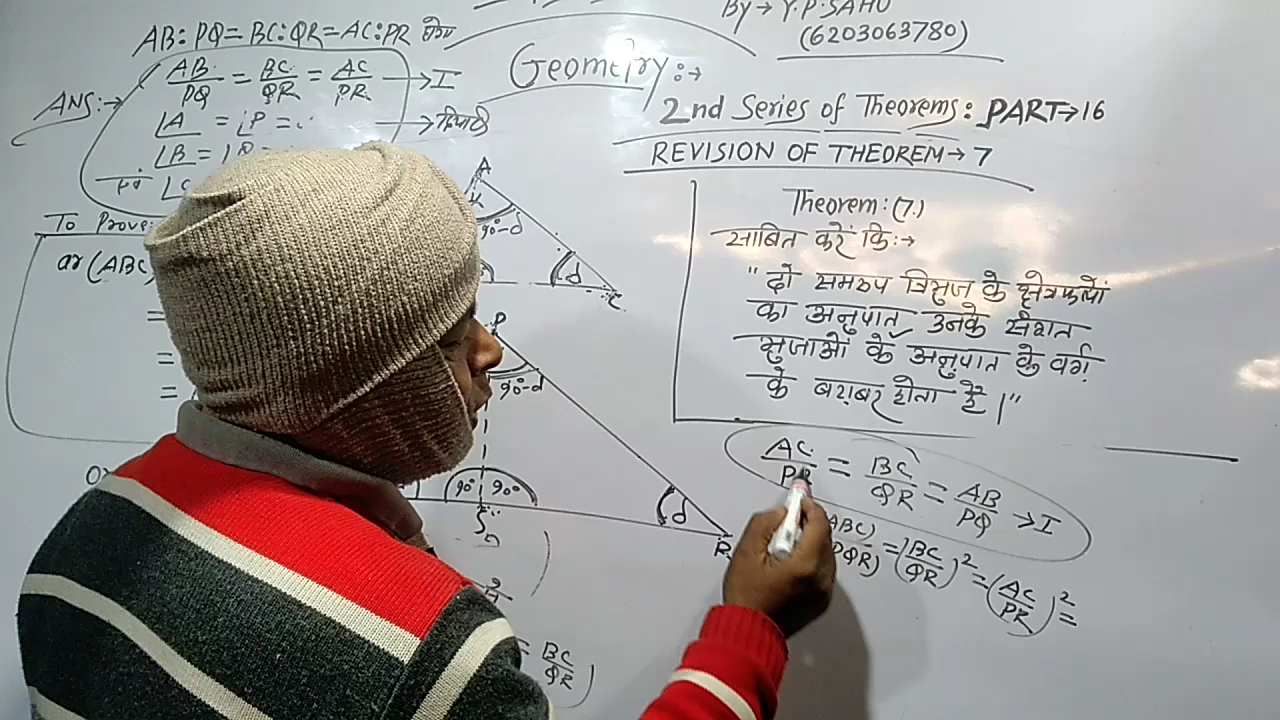 By → Y.P.SAHU
(6203063780)
Geometry :→
2nd Series of Theorems: PART→16
REVISION OF THEOREM→7
Theorem:(7.)
साबित करें कि:→
"दो समरूप त्रिभुज के क्षेत्रफलों
का अनुपात उनके संगत
भुजाओं के अनुपात के वर्ग
के बराबर होता है।"
AC/PR = BC/QR = AB/PQ → I
ABC)/PQR) = (BC/QR)² = (AC/PR)² =
AB:PQ = BC:QR = AC:PR
ANS:→
AB/PQ = BC/QR = AC/PR → I
∠A = ∠P =
∠B = ∠Q =
To Prove:
ar (ABC
=
=
=
A
90°-d
d
C
P
90°-d
90° 90°
d
R
= BC/QR)